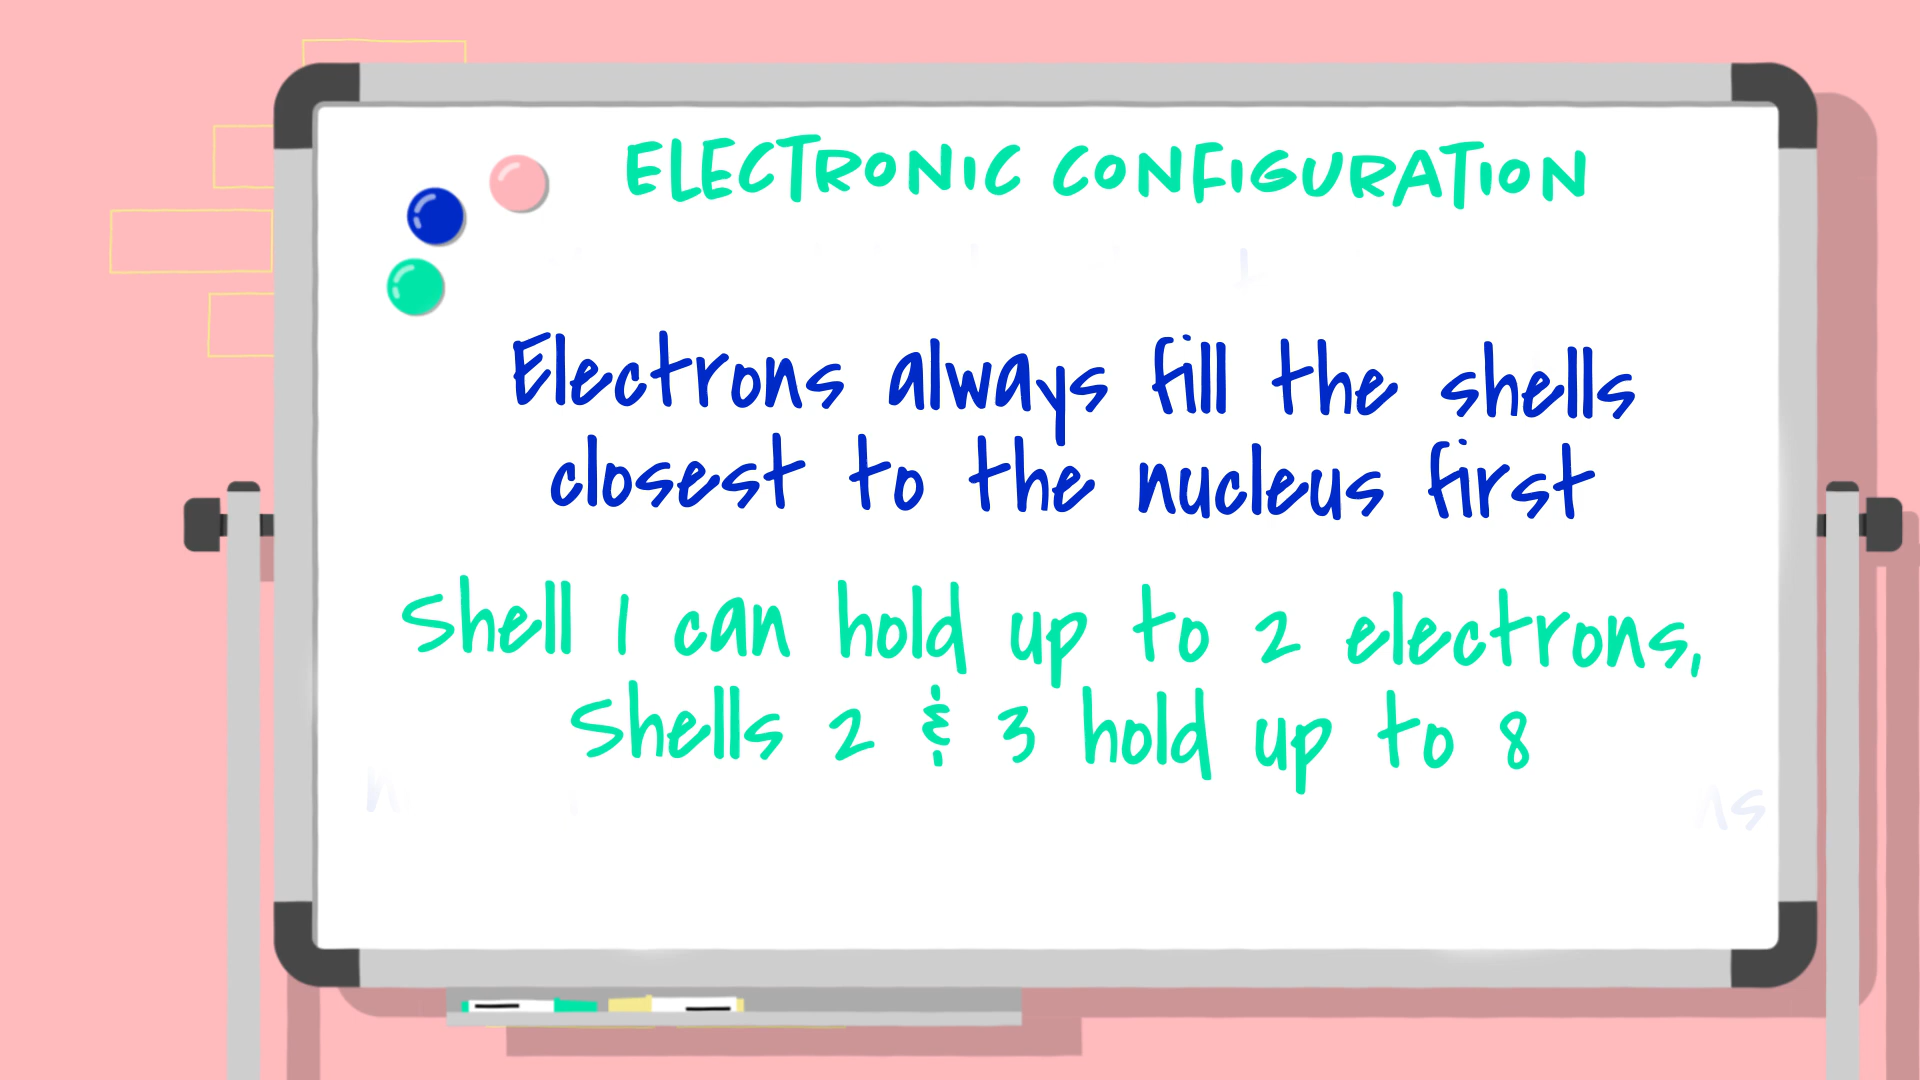 ELECTRONIC CONFIGURATION
Electrons always fill the shells
closest to the nucleus first
Shell 1 can hold up to 2 electrons,
Shells 2 & 3 hold up to 8